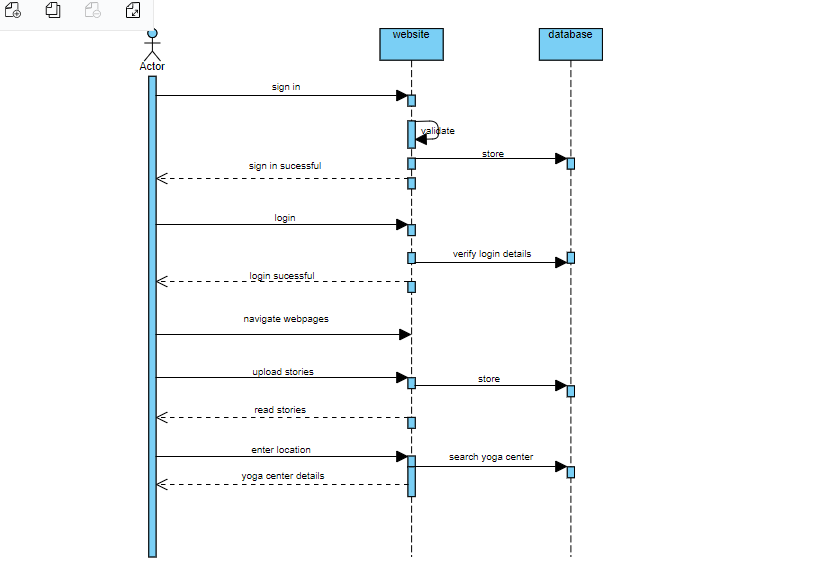 website
database
Actor
sign in
validate
store
sign in sucessful
login
verify login details
login sucessful
navigate webpages
upload stories
store
read stories
enter location
search yoga center
yoga center details